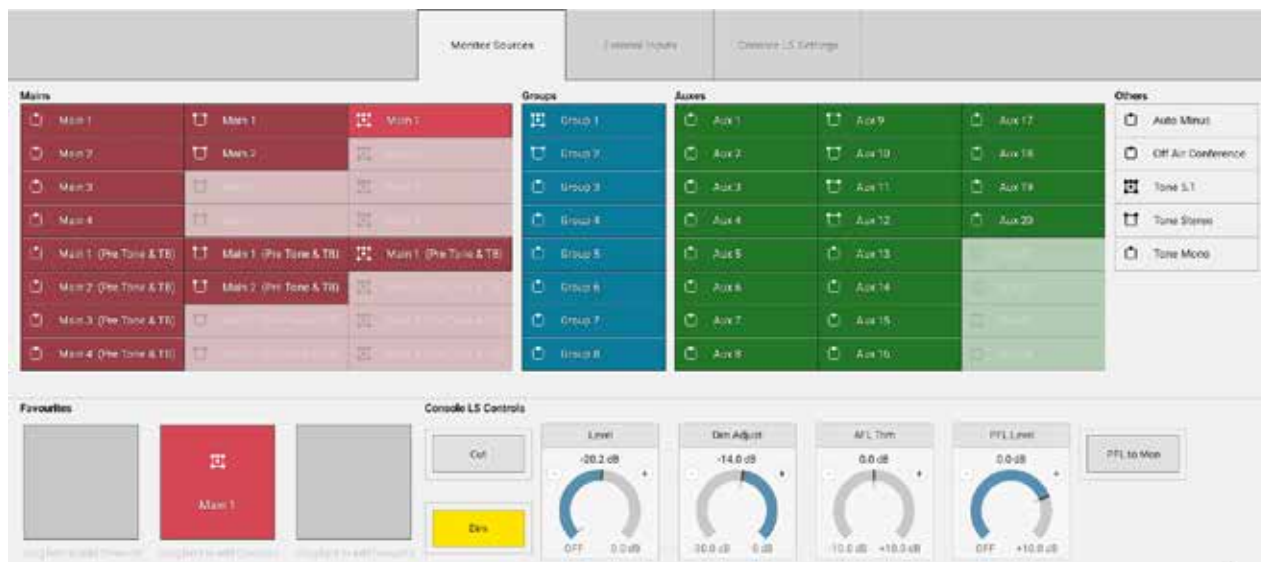 Monitor Sources External Inputs Console LS Settings
Mains Groups Auxes Others
Main 1 Main 1 Main 1 Group 1 Aux 1 Aux 9 Aux 17 Auto Minus
Main 2 Main 2 Group 2 Aux 2 Aux 10 Aux 18 Off Air Conference
Main 3 Group 3 Aux 3 Aux 11 Aux 19 Tone 5.1
Main 4 Group 4 Aux 4 Aux 12 Aux 20 Tone Stereo
Main 1 (Pre Tone & TB) Main 1 (Pre Tone & TB) Main 1 (Pre Tone & TB) Group 5 Aux 5 Aux 13 Tone Mono
Main 2 (Pre Tone & TB) Main 2 (Pre Tone & TB) Group 6 Aux 6 Aux 14
Main 3 (Pre Tone & TB) Group 7 Aux 7 Aux 15
Main 4 (Pre Tone & TB) Group 8 Aux 8 Aux 16
Favourites Console LS Controls
Level Dim Adjust AFL Trim PFL Level
Cut -20.2 dB -14.0 dB 0.0 dB 0.0 dB PFL to Mon
- + - + - + - +
Main 1
Dim
OFF 0.0 dB -30.0 dB 0 dB -10.0 dB +10.0 dB OFF +10.0 dB